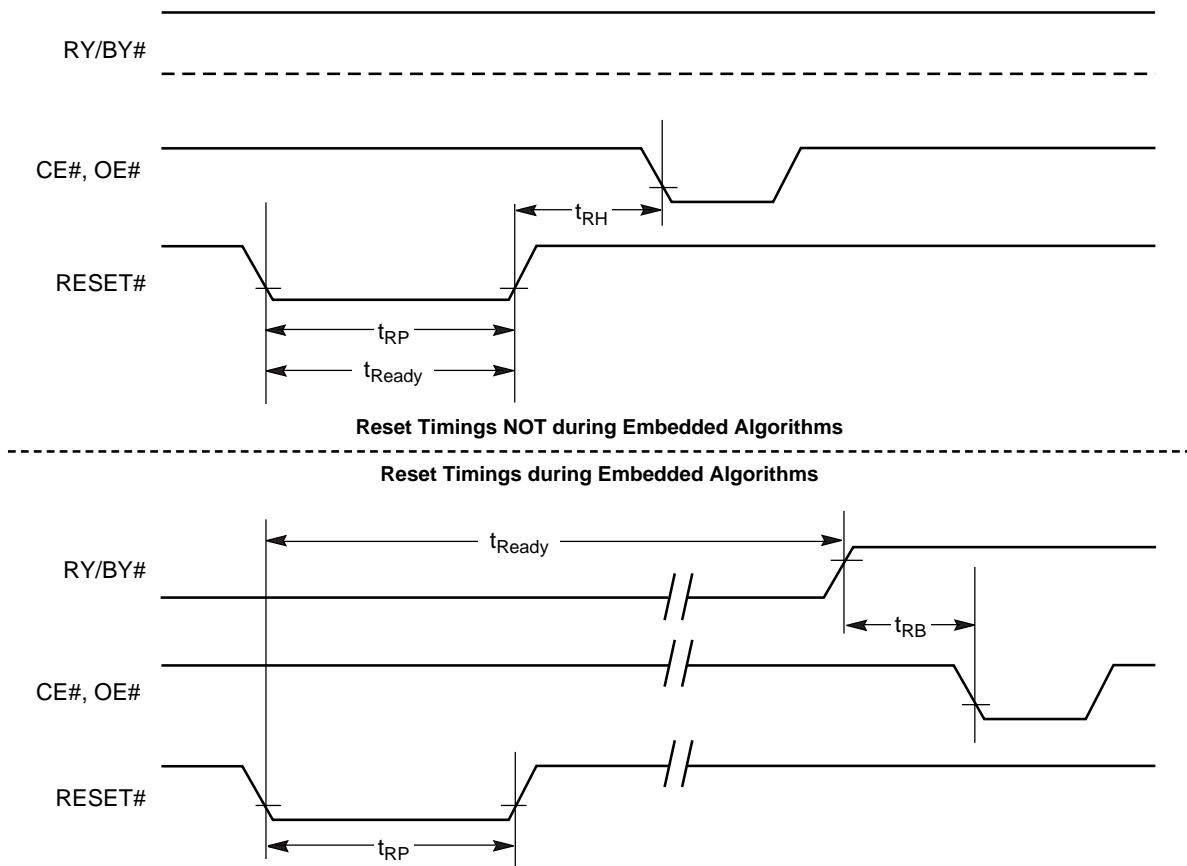 RY/BY#
CE#, OE#
tRH
RESET#
tRP
tReady
Reset Timings NOT during Embedded Algorithms
Reset Timings during Embedded Algorithms
tReady
RY/BY#
tRB
CE#, OE#
RESET#
tRP